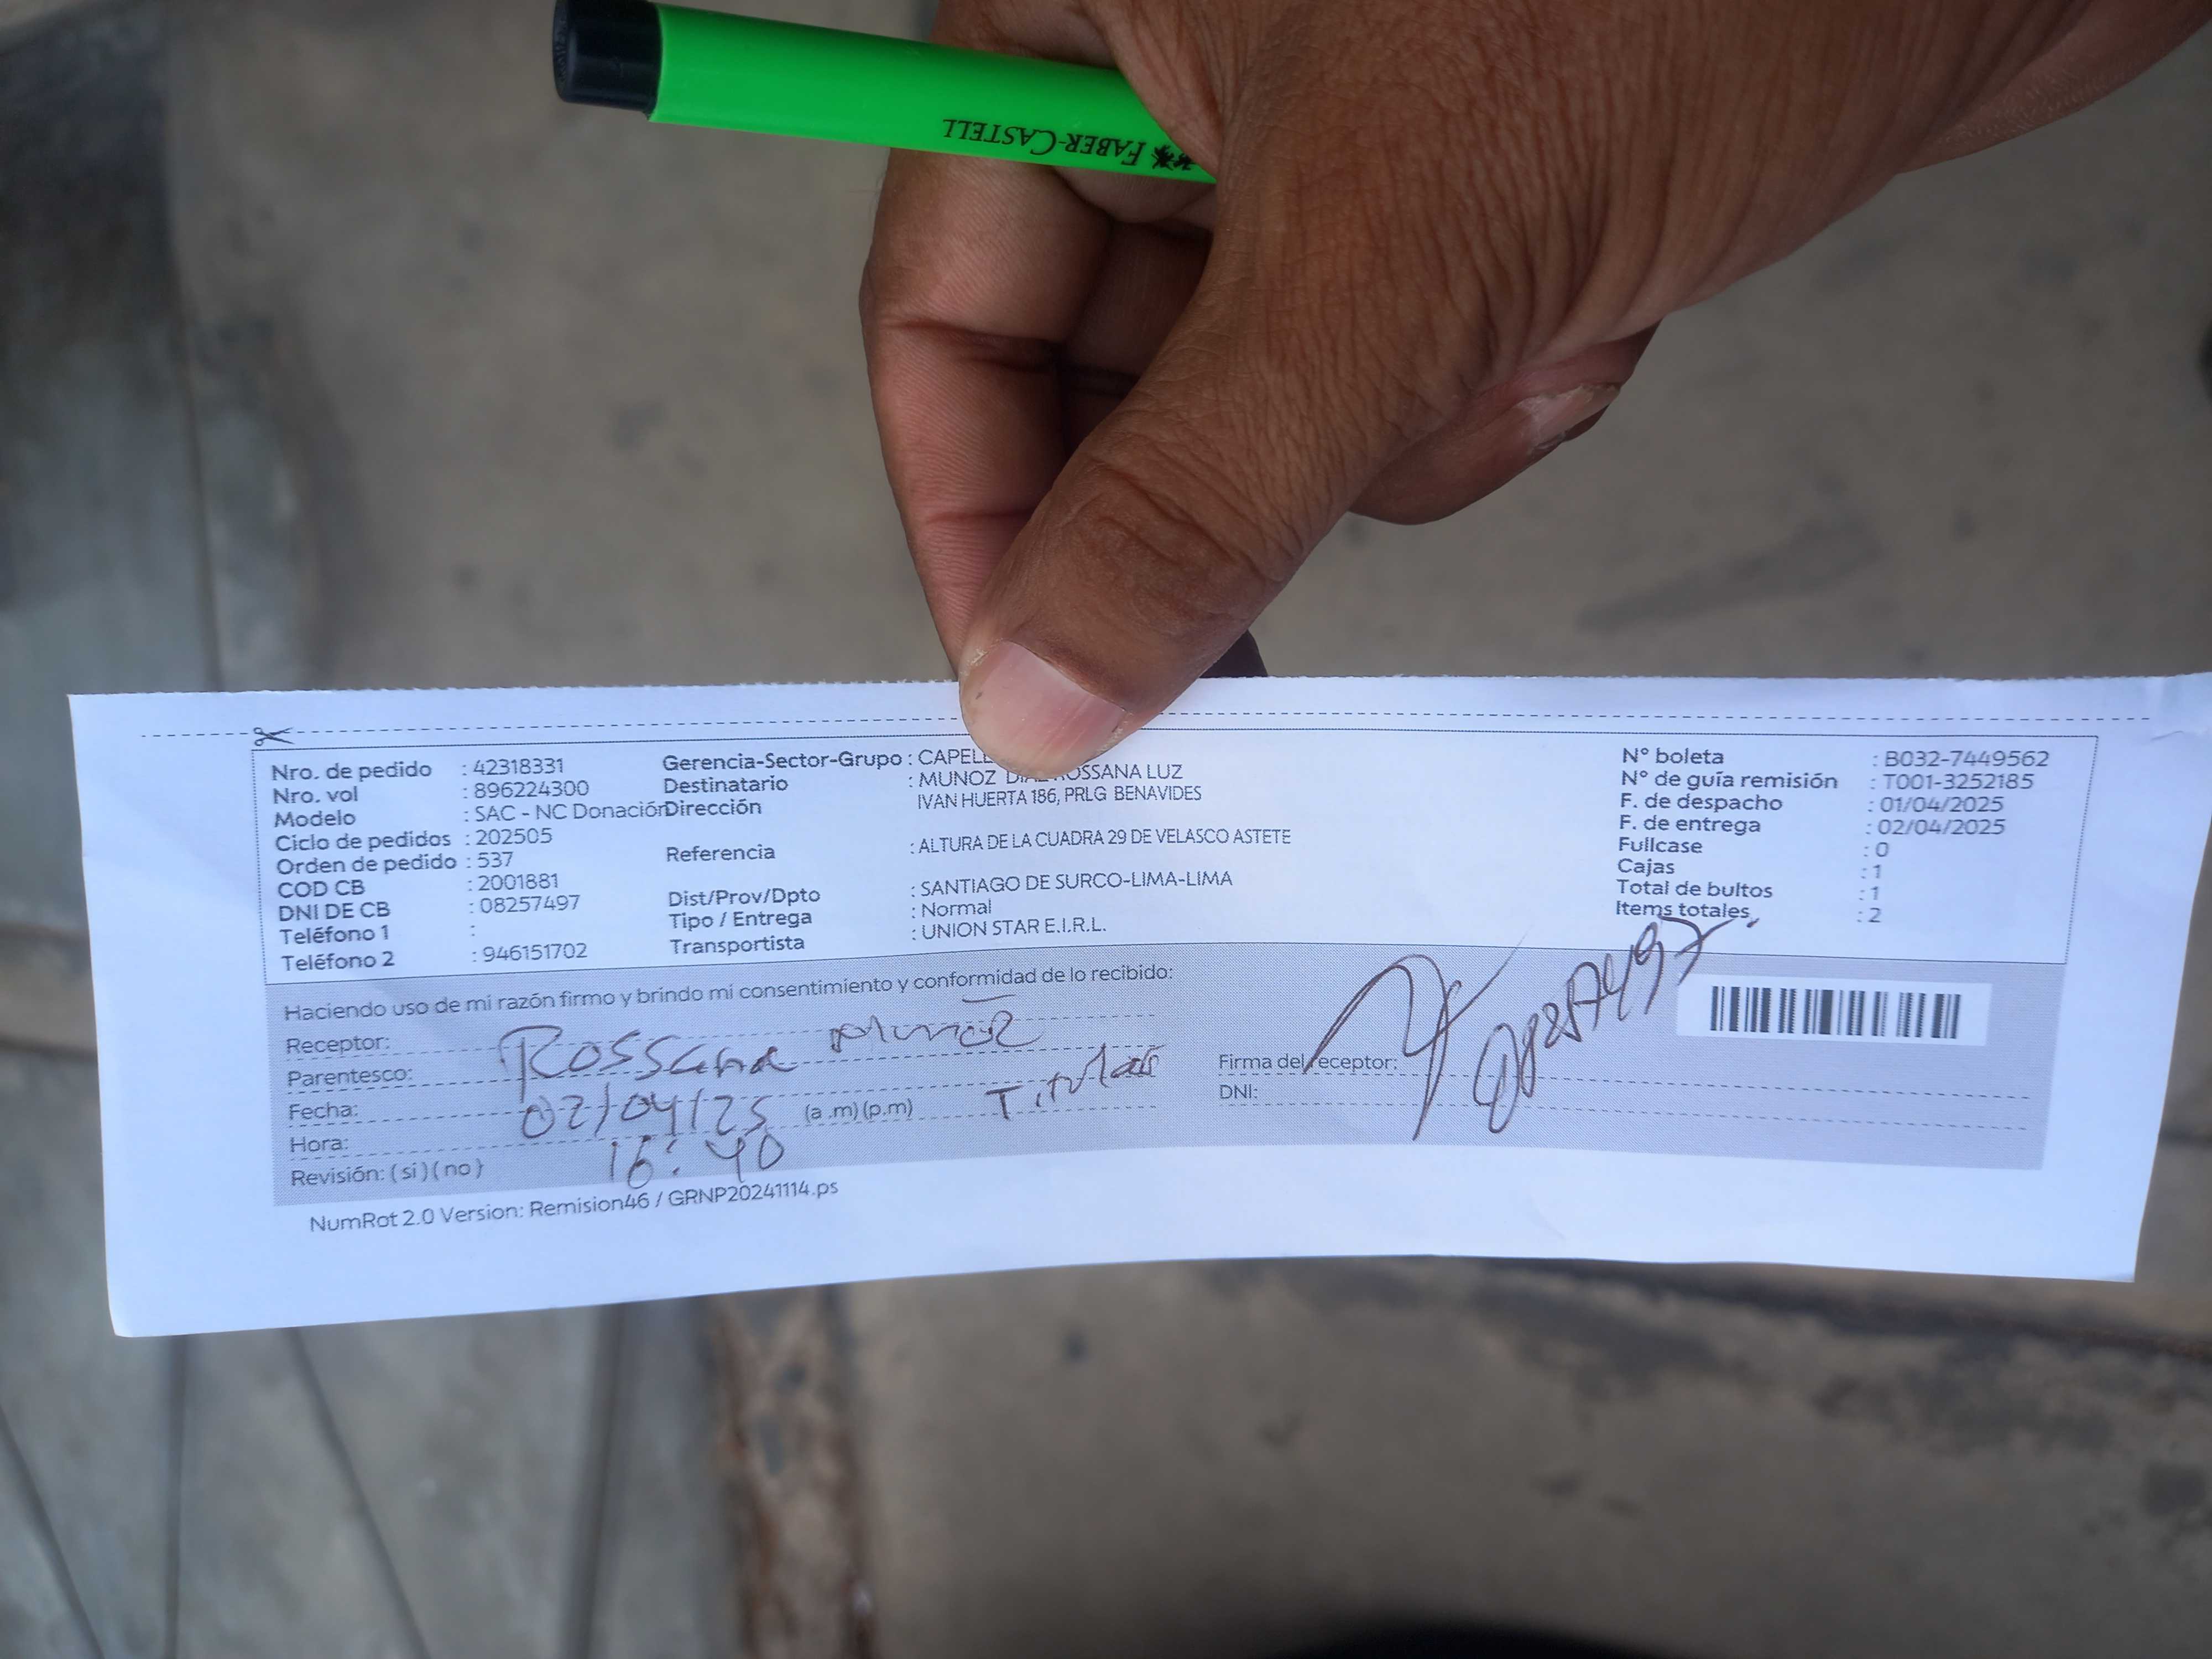 FABER-CASTELL
Nro. de pedido : 42318331
Nro. vol : 896224300
Modelo : SAC - NC Donación
Ciclo de pedidos : 202505
Orden de pedido : 537
COD CB : 2001881
DNI DE CB : 08257497
Teléfono 1 :
Teléfono 2 : 946151702
Gerencia-Sector-Grupo :
Destinatario : MUNOZ ROSSANA LUZ
Dirección IVAN HUERTA 186, PRLG BENAVIDES
Referencia : ALTURA DE LA CUADRA 29 DE VELASCO ASTETE
Dist/Prov/Dpto : SANTIAGO DE SURCO-LIMA-LIMA
Tipo / Entrega : Normal
Transportista : UNION STAR E.I.R.L.
N° boleta : B032-7449562
N° de guía remisión : T001-3252185
F. de despacho : 01/04/2025
F. de entrega : 02/04/2025
Fullcase : 0
Cajas : 1
Total de bultos : 1
Items totales : 2
Haciendo uso de mi razón firmo y brindo mi consentimiento y conformidad de lo recibido:
Receptor: Rossana Muñoz
Parentesco: Titular
Fecha: 02/04/25 (a.m)(p.m)
Hora: 16:40
Revisión: (si)(no)
Firma del receptor:
DNI:
NumRot 2.0 Version: Remision46 / GRNP20241114.ps